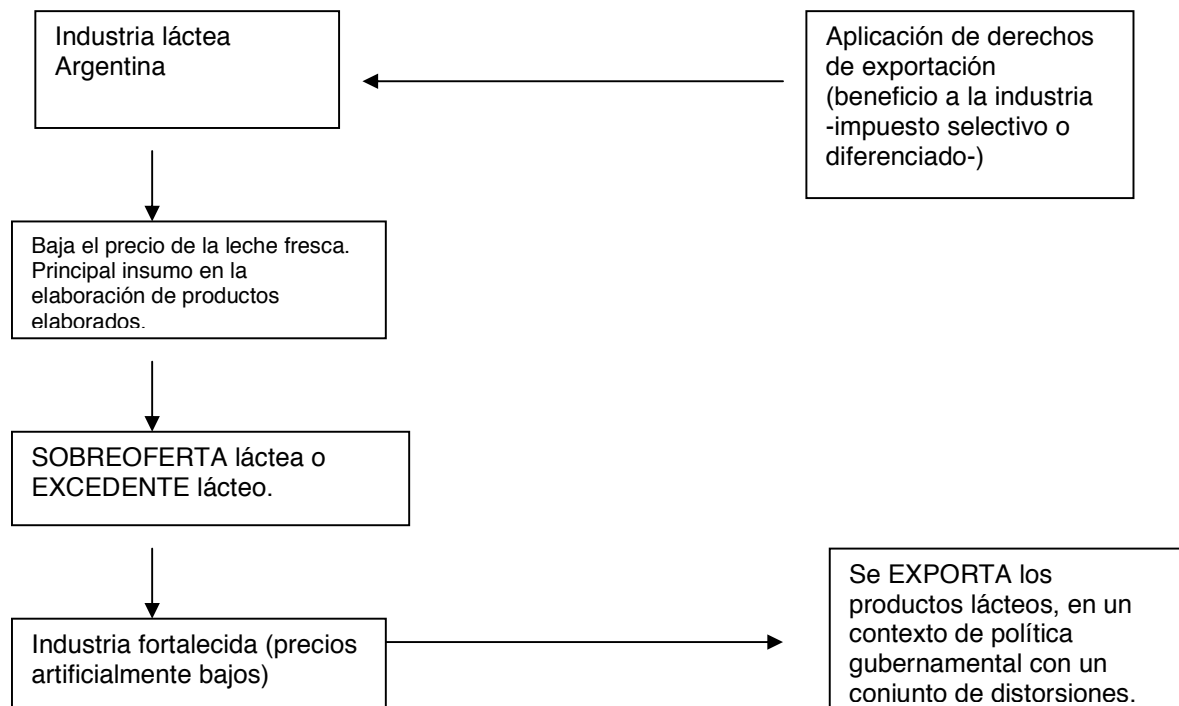 Industria láctea
Argentina
Aplicación de derechos
de exportación
(beneficio a la industria
-impuesto selectivo o
diferenciado-)
Baja el precio de la leche fresca.
Principal insumo en la
elaboración de productos
elaborados.
SOBREOFERTA láctea o
EXCEDENTE lácteo.
Industria fortalecida (precios
artificialmente bajos)
Se EXPORTA los
productos lácteos, en un
contexto de política
gubernamental con un
conjunto de distorsiones.